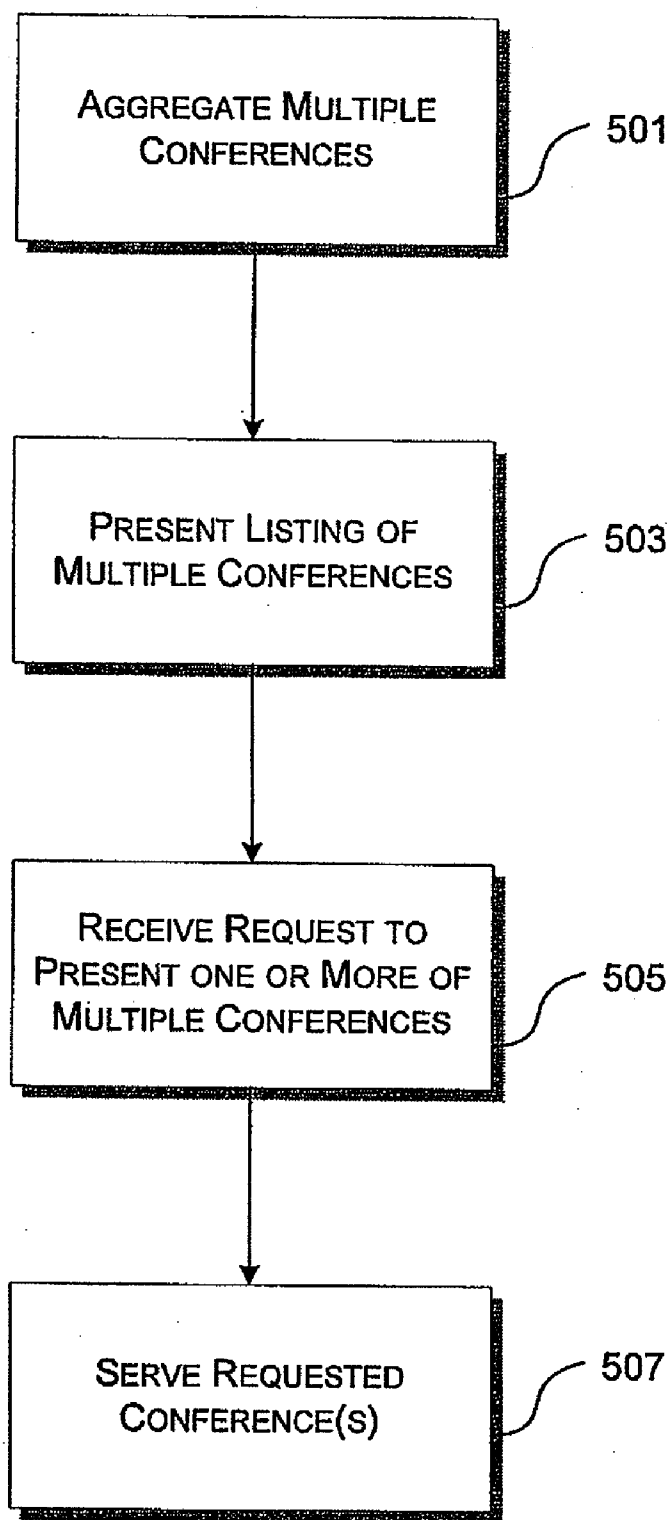 AGGREGATE MULTIPLE
CONFERENCES
501
PRESENT LISTING OF
MULTIPLE CONFERENCES
503
RECEIVE REQUEST TO
PRESENT ONE OR MORE OF
MULTIPLE CONFERENCES
505
SERVE REQUESTED
CONFERENCE(S)
507